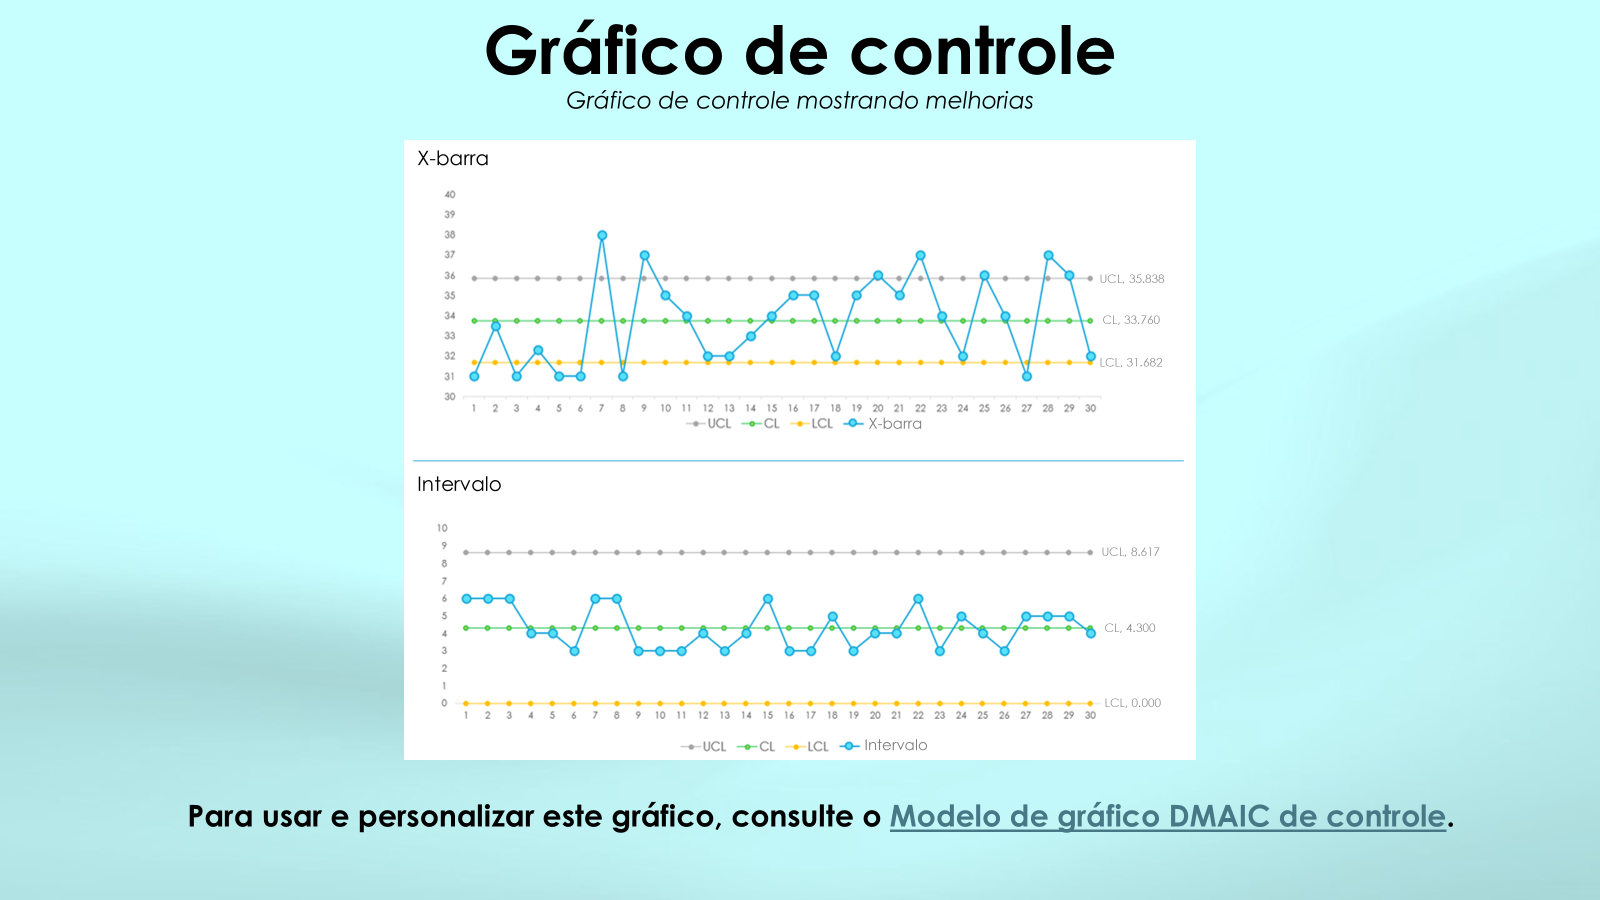 Gráfico de controle
Gráfico de controle mostrando melhorias
X-barra
40
39
38
37
36
35
34
33
32
31
30
UCL, 35.838
CL, 33.760
LCL, 31.682
1 2 3 4 5 6 7 8 9 10 11 12 13 14 15 16 17 18 19 20 21 22 23 24 25 26 27 28 29 30
UCL CL LCL X-barra
Intervalo
10
9
8
7
6
5
4
3
2
1
0
UCL, 8.617
CL, 4.300
LCL, 0.000
1 2 3 4 5 6 7 8 9 10 11 12 13 14 15 16 17 18 19 20 21 22 23 24 25 26 27 28 29 30
UCL CL LCL Intervalo
Para usar e personalizar este gráfico, consulte o Modelo de gráfico DMAIC de controle.